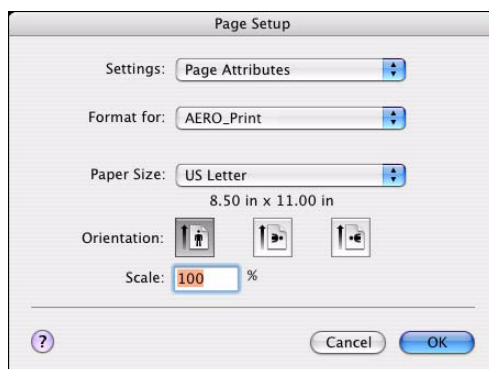 Page Setup
Settings: Page Attributes
Format for: AERO_Print
Paper Size: US Letter
8.50 in x 11.00 in
Orientation:
Scale: 100 %
? Cancel OK